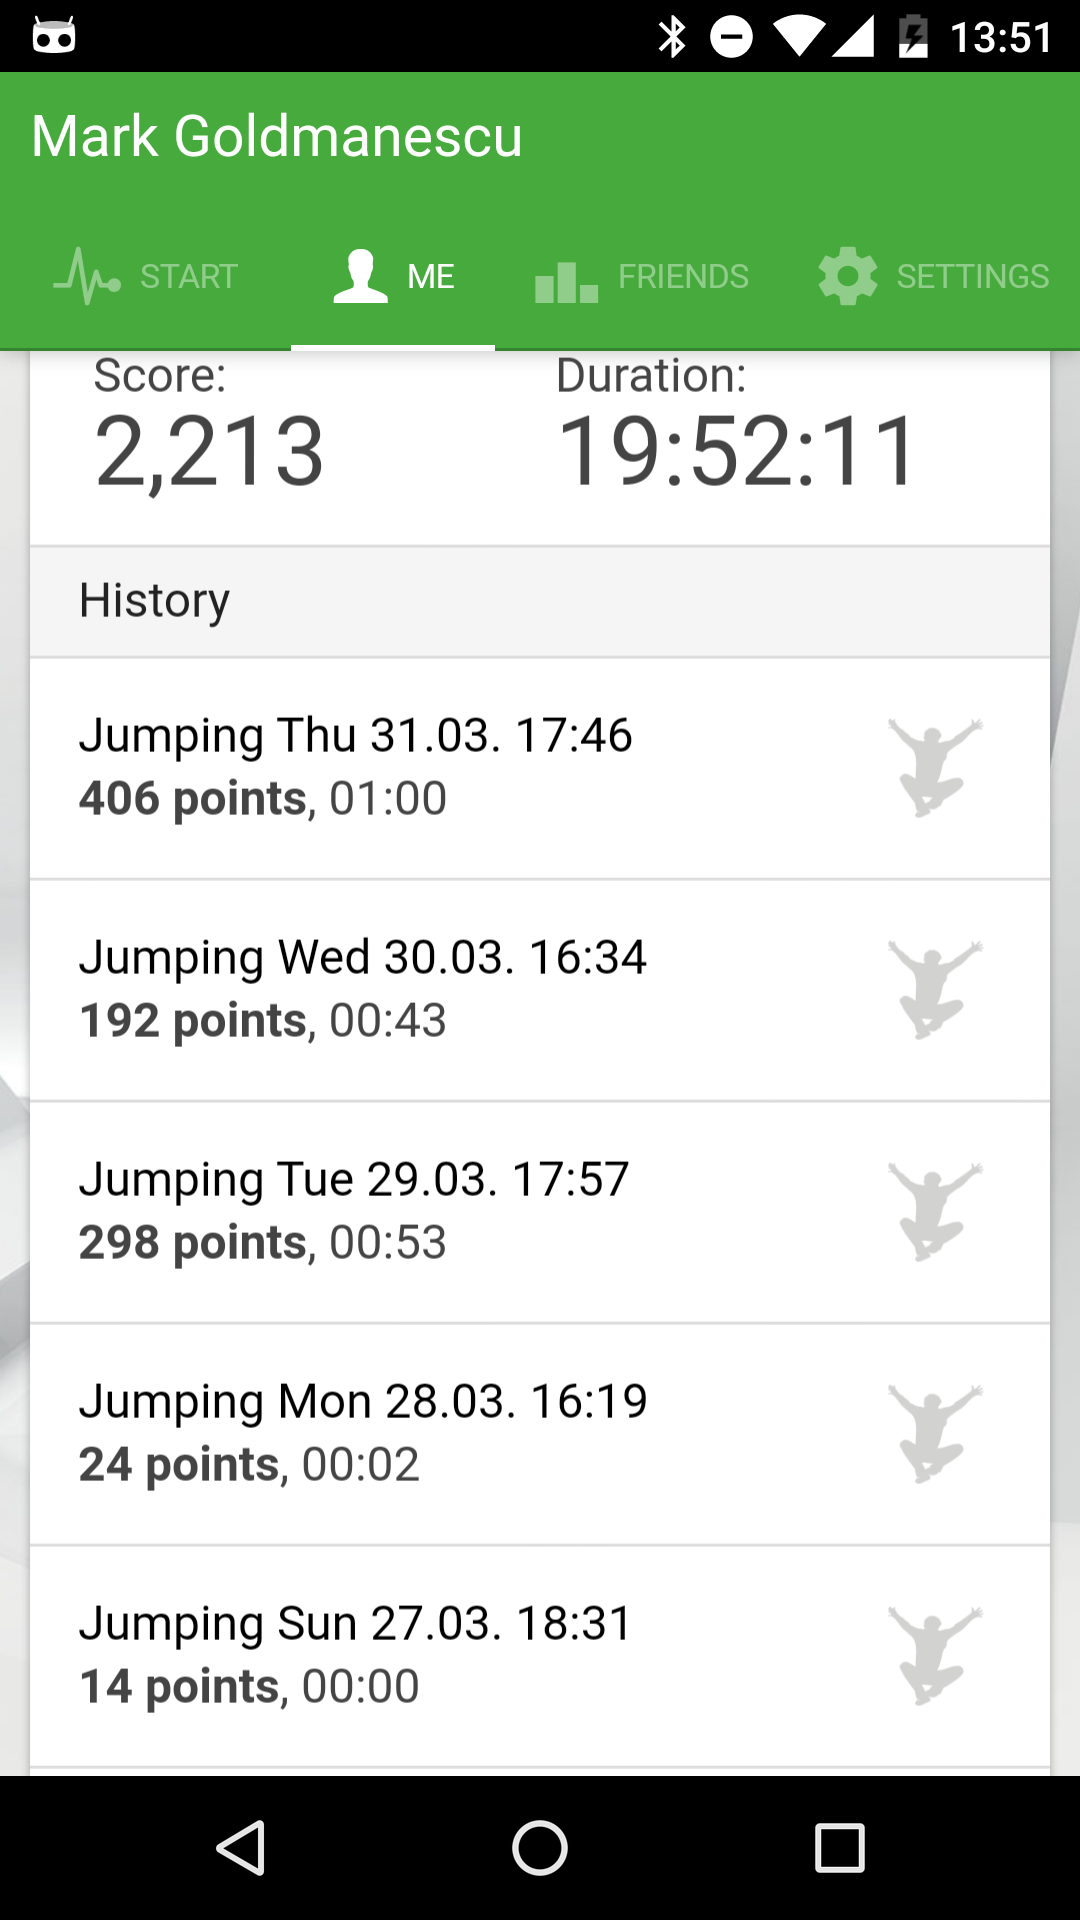 13:51
Mark Goldmanescu
START ME FRIENDS SETTINGS
Score: Duration:
2,213 19:52:11
History
Jumping Thu 31.03. 17:46
406 points, 01:00
Jumping Wed 30.03. 16:34
192 points, 00:43
Jumping Tue 29.03. 17:57
298 points, 00:53
Jumping Mon 28.03. 16:19
24 points, 00:02
Jumping Sun 27.03. 18:31
14 points, 00:00